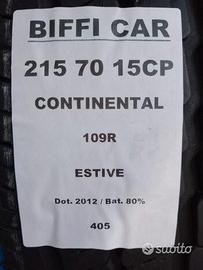 BIFFI CAR
215 70 15CP
CONTINENTAL
109R
ESTIVE
Dot. 2012 / Bat. 80%
405
subito